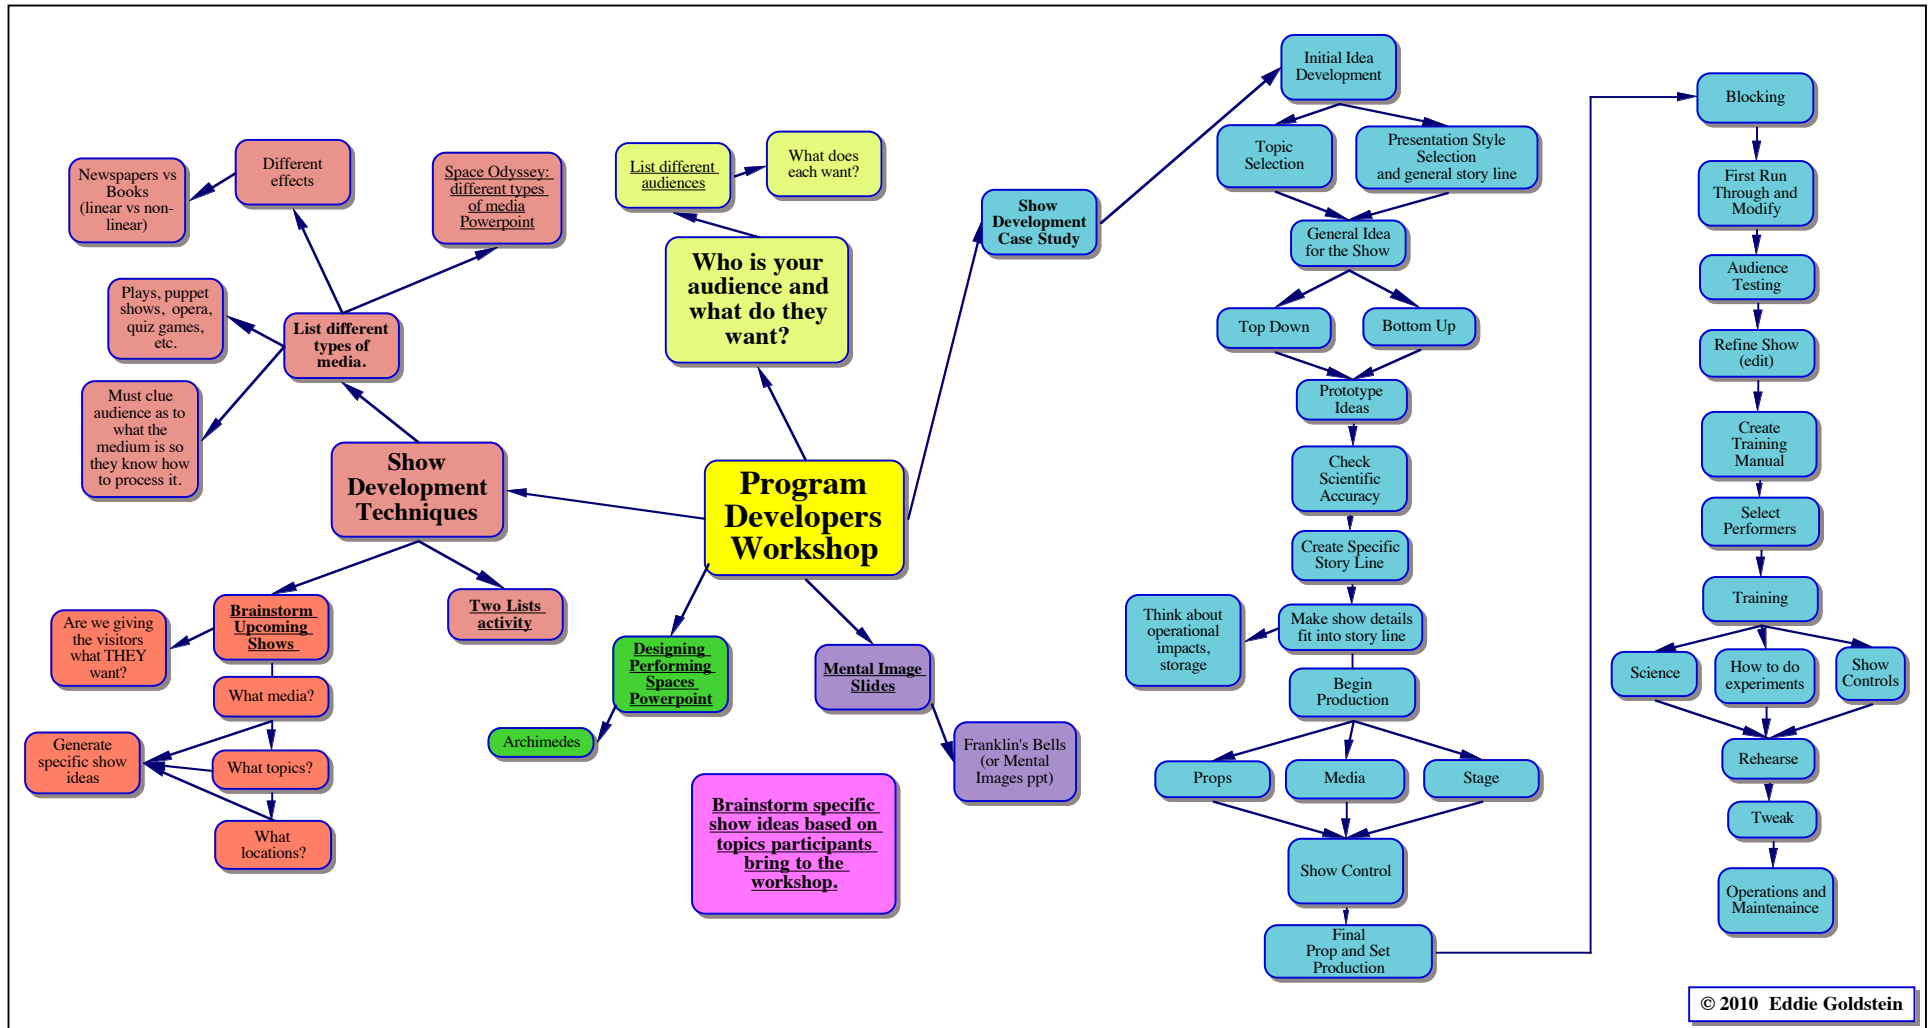 Program
Developers
Workshop
Who is your
audience and
what do they
want?
List different
audiences
What does
each want?
Show
Development
Techniques
List different
types of
media.
Different
effects
Newspapers vs
Books
(linear vs non-
linear)
Space Odyssey:
different types
of media
Powerpoint
Plays, puppet
shows, opera,
quiz games,
etc.
Must clue
audience as to
what the
medium is so
they know how
to process it.
Brainstorm
Upcoming
Shows
Are we giving
the visitors
what THEY
want?
What media?
What topics?
What
locations?
Generate
specific show
ideas
Two Lists
activity
Designing
Performing
Spaces
Powerpoint
Archimedes
Mental Image
Slides
Franklin's Bells
(or Mental
Images ppt)
Brainstorm specific
show ideas based on
topics participants
bring to the
workshop.
Show
Development
Case Study
Initial Idea
Development
Topic
Selection
Presentation Style
Selection
and general story line
General Idea
for the Show
Top Down
Bottom Up
Prototype
Ideas
Check
Scientific
Accuracy
Create Specific
Story Line
Make show details
fit into story line
Think about
operational
impacts,
storage
Begin
Production
Props
Media
Stage
Show Control
Final
Prop and Set
Production
Blocking
First Run
Through and
Modify
Audience
Testing
Refine Show
(edit)
Create
Training
Manual
Select
Performers
Training
Science
How to do
experiments
Show
Controls
Rehearse
Tweak
Operations and
Maintenaince
© 2010 Eddie Goldstein